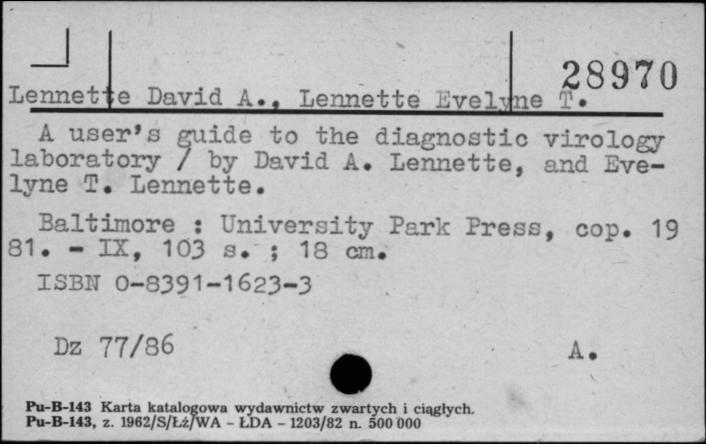 28970
Lennette David A., Lennette Evelyne T.
A user's guide to the diagnostic virology
laboratory / by David A. Lennette, and Eve-
lyne T. Lennette.
Baltimore : University Park Press, cop. 19
81. - IX, 103 s. ; 18 cm.
ISBN 0-8391-1623-3
Dz 77/86 A.
Pu-B-143 Karta katalogowa wydawnictw zwartych i ciągłych.
Pu-B-143, z. 1962/S/Łż/WA - ŁDA - 1203/82 n. 500 000